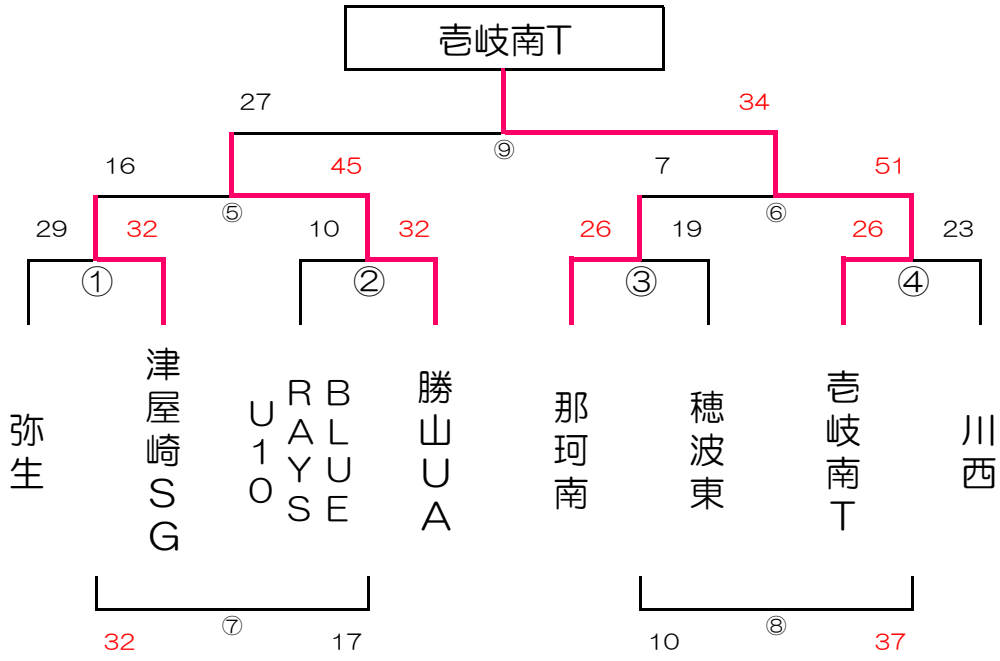 壱岐南T
27
34
⑨
16
45
7
51
⑤
⑥
29
32
10
32
26
19
26
23
①
②
③
④
弥生
津屋崎SG
BLUE
RAYS
U10
勝山UA
那珂南
穂波東
壱岐南T
川西
⑦
⑧
32
17
10
37